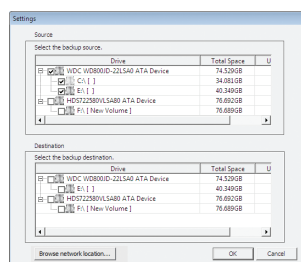 Settings
Source
Select the backup source.
Drive Total Space U
WDC WD800JD-22LSA0 ATA Device 74.529GB
C:\ [ ] 34.081GB
E:\ [ ] 40.349GB
HDS722580VLSA80 ATA Device 76.692GB
F:\ [ New Volume ] 76.689GB
Destination
Select the backup destination.
Drive Total Space U
WDC WD800JD-22LSA0 ATA Device 74.529GB
E:\ [ ] 40.349GB
HDS722580VLSA80 ATA Device 76.692GB
F:\ [ New Volume ] 76.689GB
Browse network location... OK Cancel